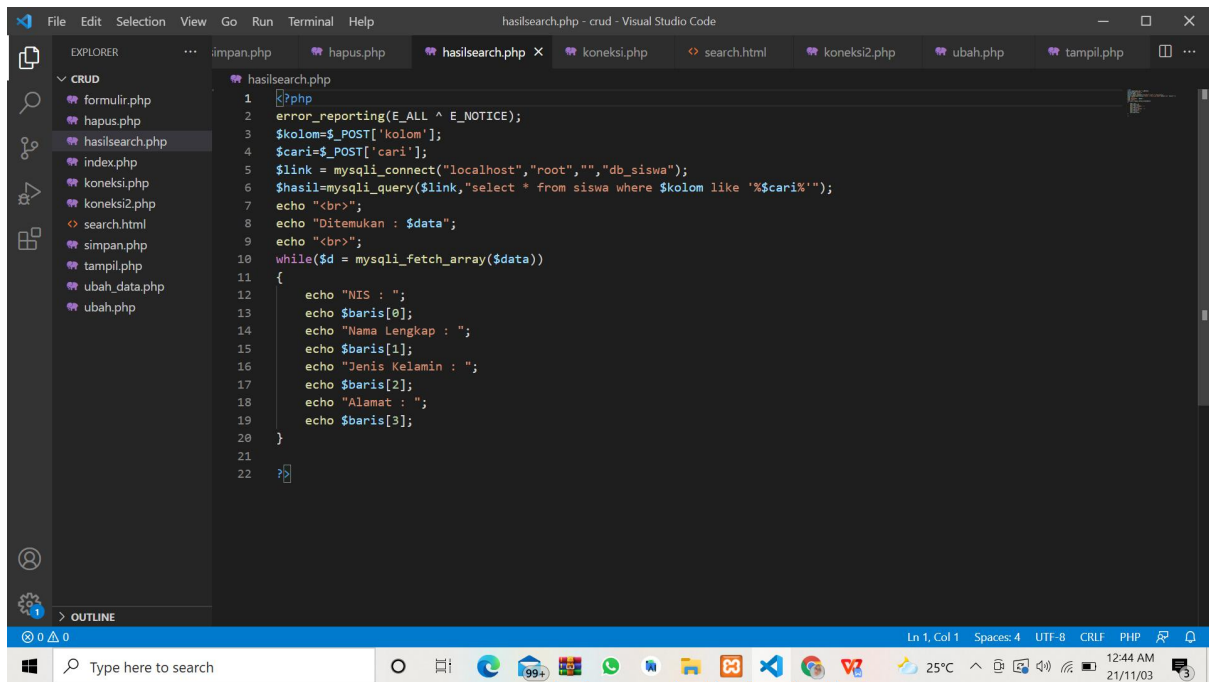 File Edit Selection View Go Run Terminal Help hasilsearch.php - crud - Visual Studio Code
EXPLORER
simpan.php hapus.php hasilsearch.php koneksi.php search.html koneksi2.php ubah.php tampil.php
CRUD
formulir.php
hapus.php
hasilsearch.php
index.php
koneksi.php
koneksi2.php
search.html
simpan.php
tampil.php
ubah_data.php
ubah.php
OUTLINE
hasilsearch.php
1 <?php
2 error_reporting(E_ALL ^ E_NOTICE);
3 $kolom=$_POST['kolom'];
4 $cari=$_POST['cari'];
5 $link = mysqli_connect("localhost","root","","db_siswa");
6 $hasil=mysqli_query($link,"select * from siswa where $kolom like '%$cari%'");
7 echo "<br>";
8 echo "Ditemukan : $data";
9 echo "<br>";
10 while($d = mysqli_fetch_array($data))
11 {
12 echo "NIS : ";
13 echo $baris[0];
14 echo "Nama Lengkap : ";
15 echo $baris[1];
16 echo "Jenis Kelamin : ";
17 echo $baris[2];
18 echo "Alamat : ";
19 echo $baris[3];
20 }
21
22 ?>
1
0 0 Ln 1, Col 1 Spaces: 4 UTF-8 CRLF PHP
Type here to search 99+ 25°C 12:44 AM
21/11/03 3